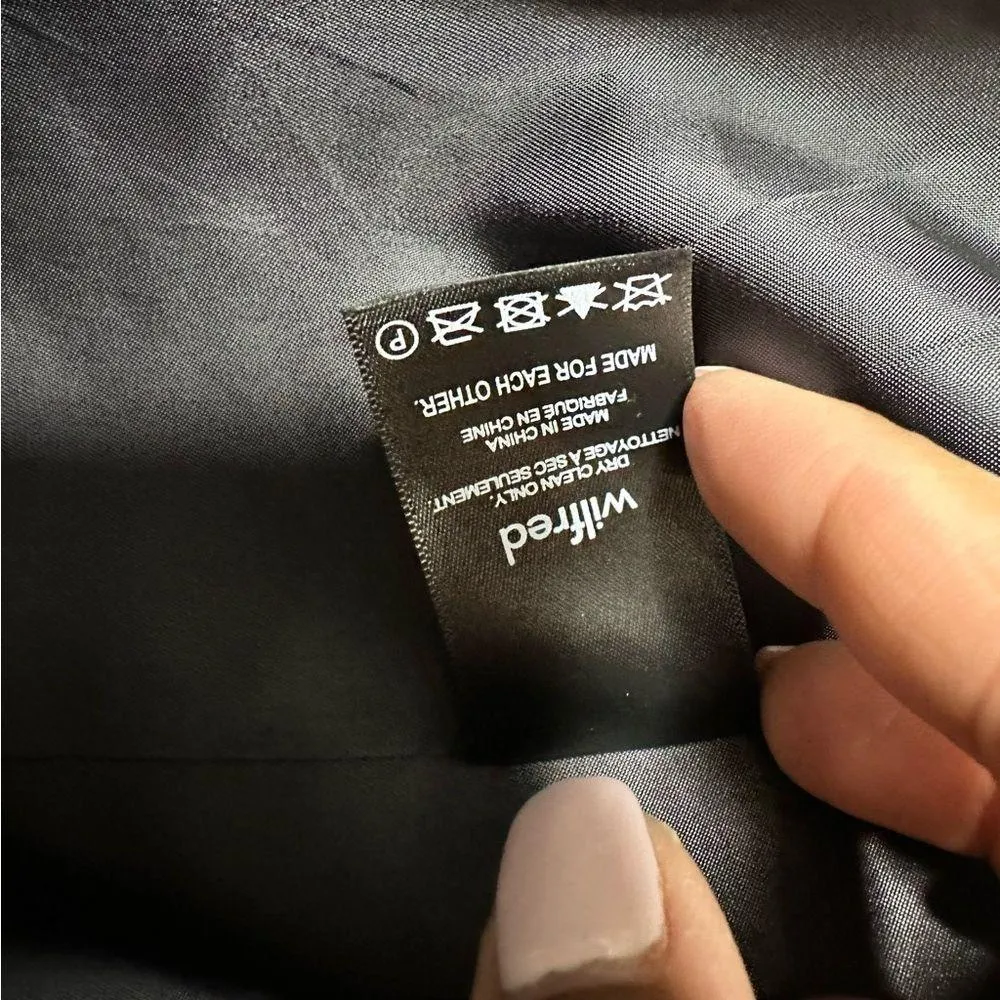 wilfred
DRY CLEAN ONLY.
NETTOYAGE À SEC SEULEMENT.
MADE IN CHINA
FABRIQUÉ EN CHINE
MADE FOR EACH OTHER.
P